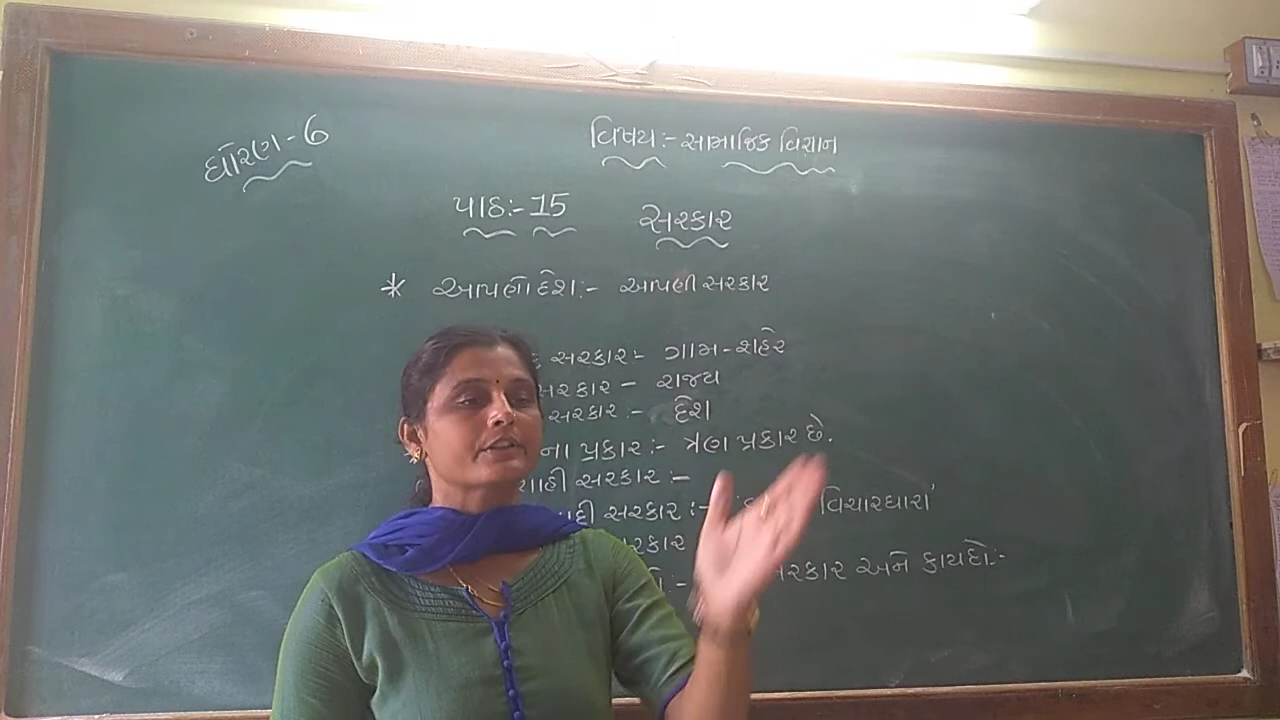 ધોરણ-6
વિષય:- સામાજિક વિજ્ઞાન
પાઠ:- 15 સરકાર
* આપણો દેશ:- આપણી સરકાર
સરકાર:- ગામ-શહેર
સરકાર - રાજ્ય
સરકાર:- દેશ
ના પ્રકાર:- ત્રણ પ્રકાર છે.
શાહી સરકાર:-
સરકાર:- વિચારધારા'
સરકાર અને કાયદો:-